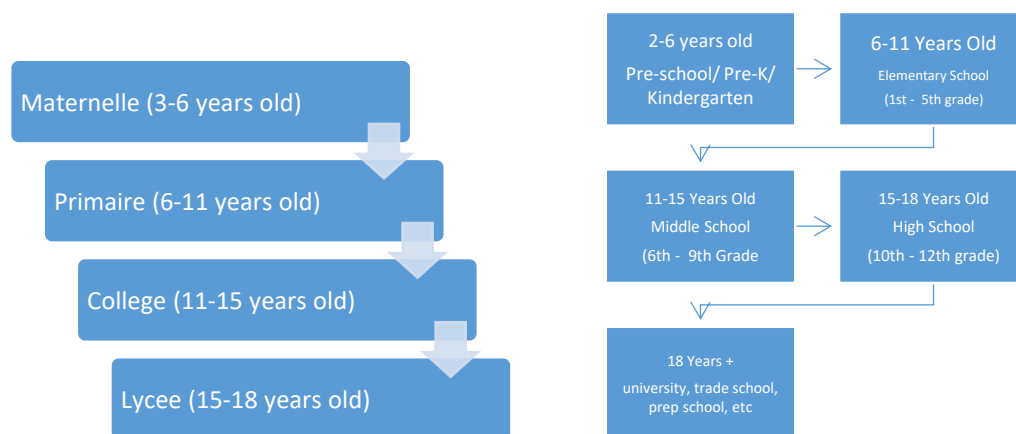 Maternelle (3-6 years old)
Primaire (6-11 years old)
College (11-15 years old)
Lycee (15-18 years old)
2-6 years old
Pre-school/ Pre-K/
Kindergarten
6-11 Years Old
Elementary School
(1st - 5th grade)
11-15 Years Old
Middle School
(6th - 9th Grade
15-18 Years Old
High School
(10th - 12th grade)
18 Years +
university, trade school,
prep school, etc